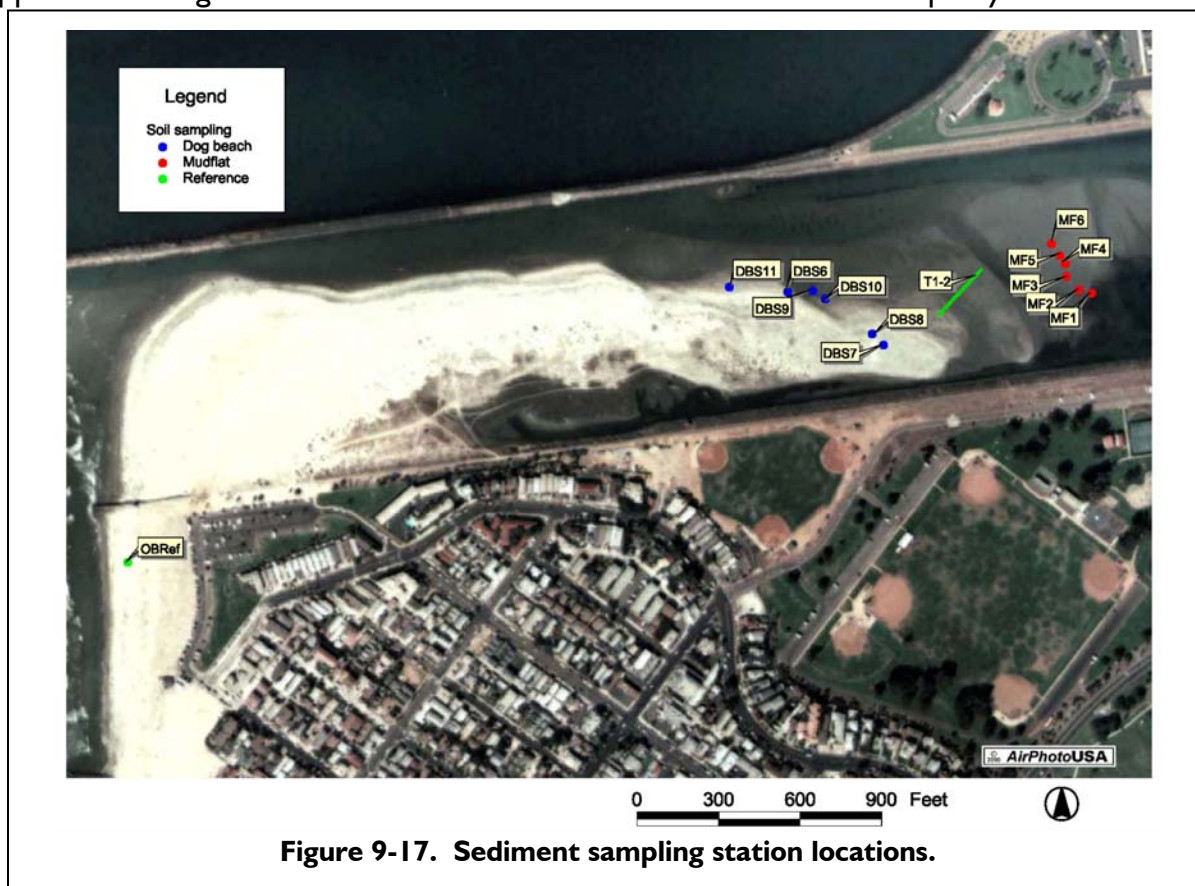 Legend
Soil sampling
Dog beach
Mudflat
Reference
MF6
MF5
MF4
MF3
MF2
MF1
T1-2
DBS11
DBS6
DBS9
DBS10
DBS8
DBS7
OBRef
© 2000 AirPhotoUSA
0 300 600 900 Feet
Figure 9-17. Sediment sampling station locations.